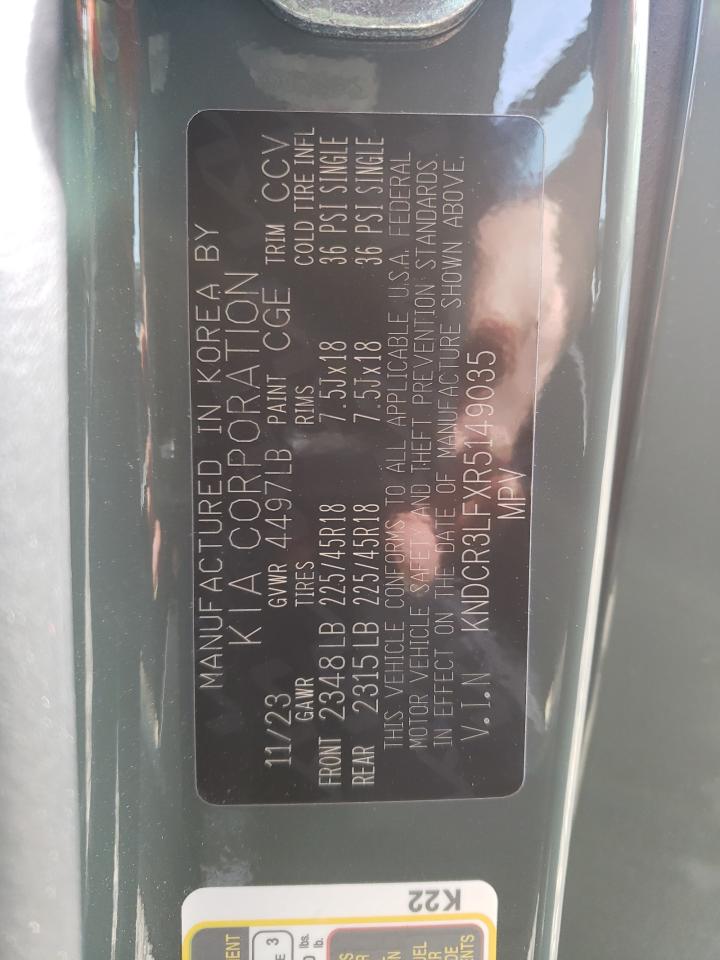 MANUFACTURED IN KOREA BY
KIA CORPORATION
11/23 GVWR 4497LB PAINT CGE TRIM CCV
GAWR TIRES RIMS COLD TIRE INFL
FRONT 2348LB 225/45R18 7.5Jx18 36 PSI SINGLE
REAR 2315LB 225/45R18 7.5Jx18 36 PSI SINGLE
THIS VEHICLE CONFORMS TO ALL APPLICABLE U.S.A. FEDERAL
MOTOR VEHICLE SAFETY AND THEFT PREVENTION STANDARDS
IN EFFECT ON THE DATE OF MANUFACTURE SHOWN ABOVE.
V.I.N KNDCR3LFXR5149035
MPV
K22
3
lbs.
lb.